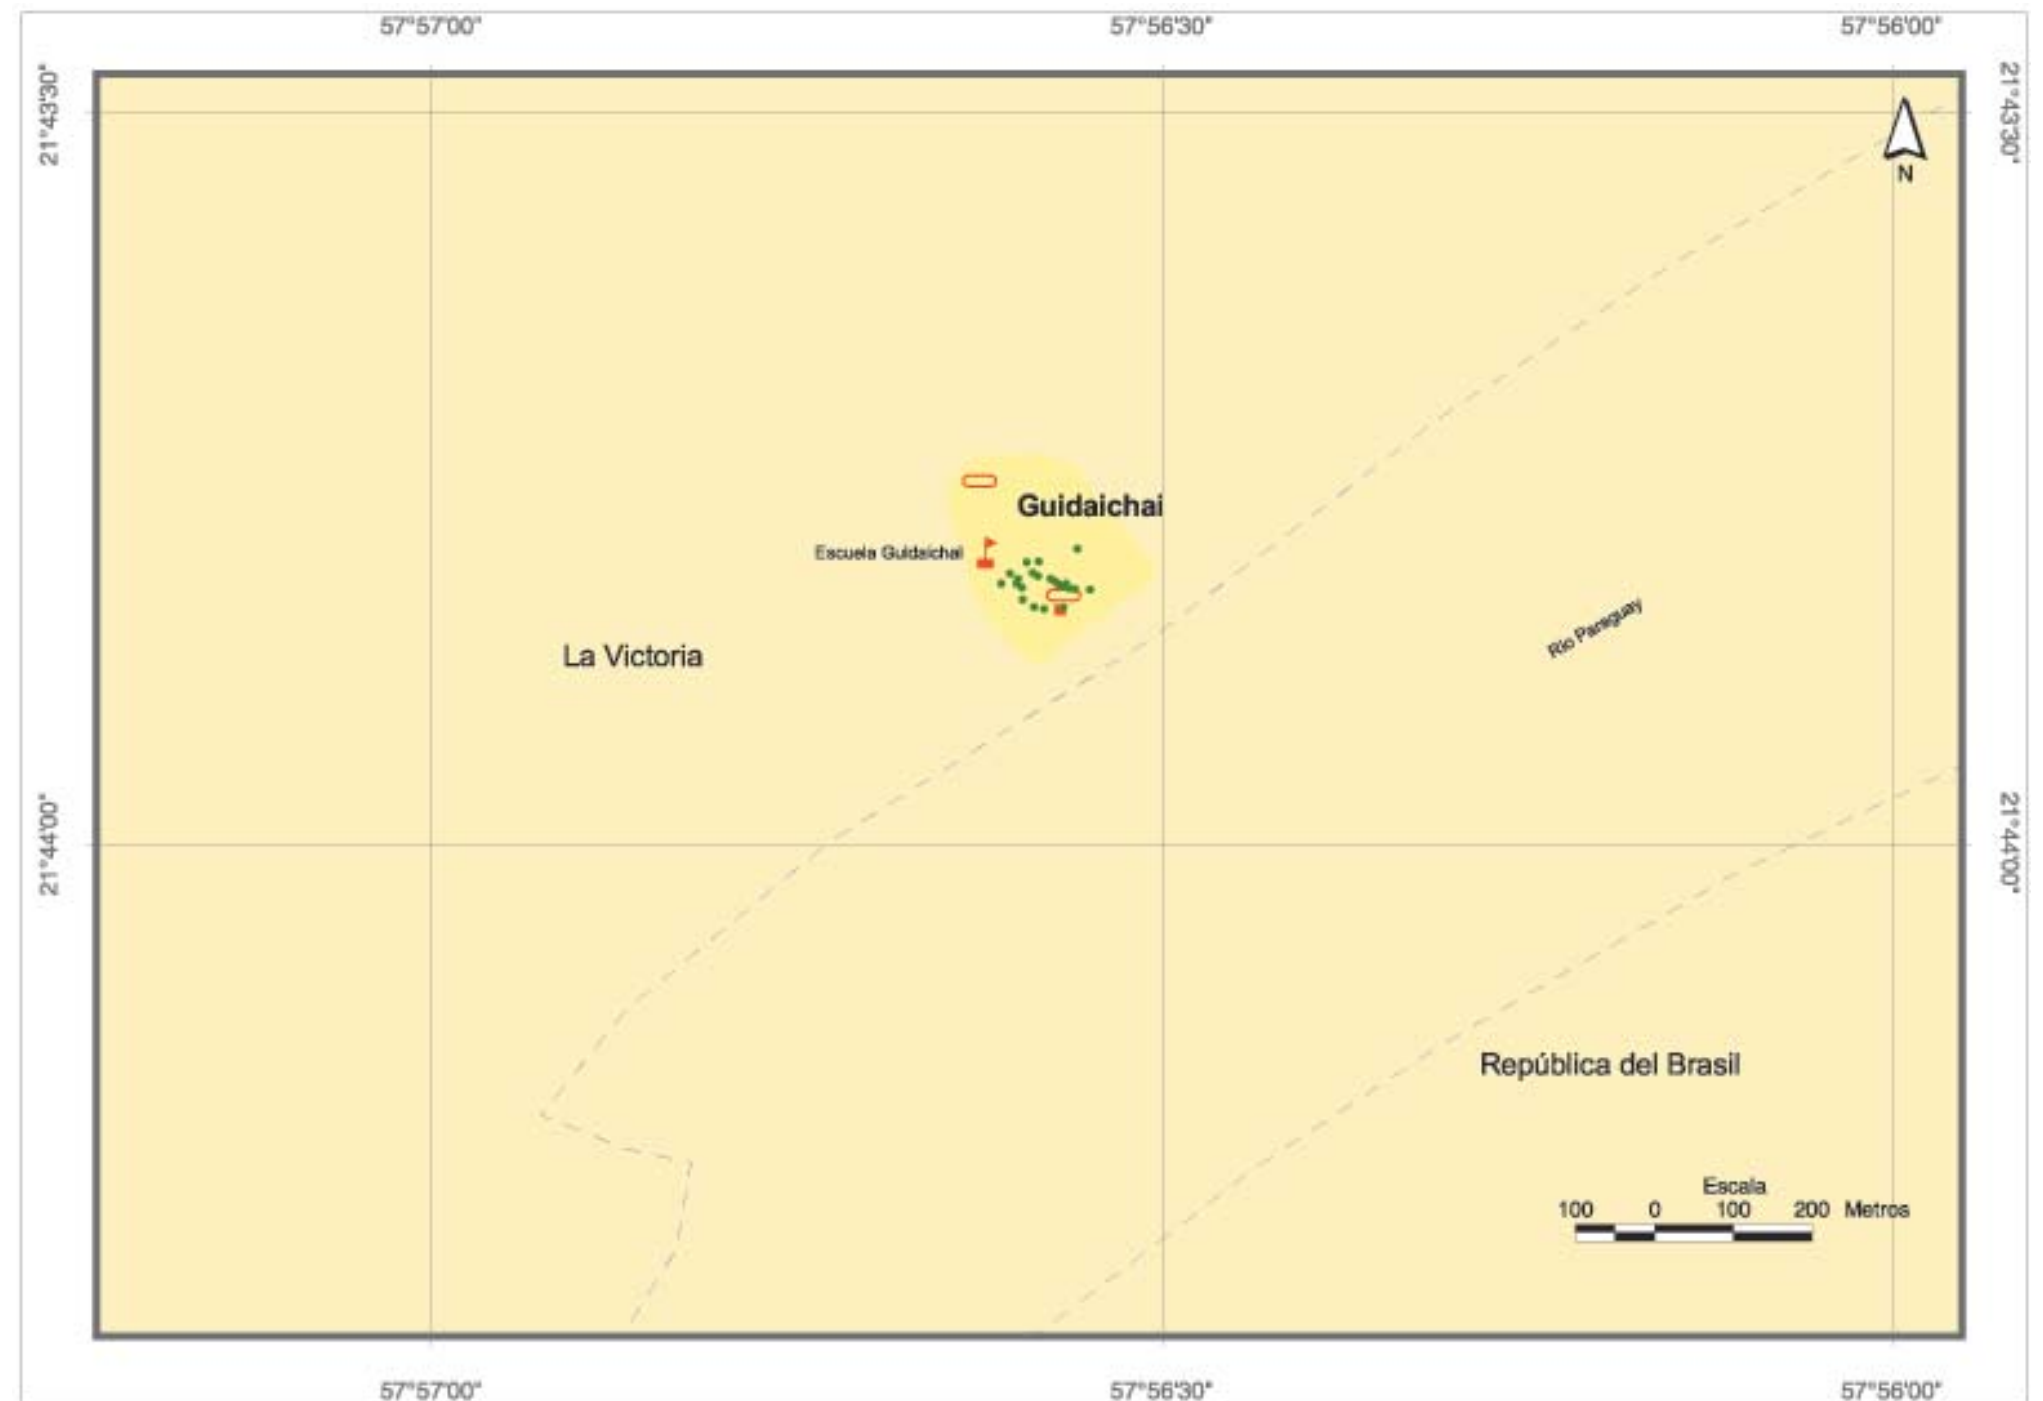 57°57'00" 57°56'30" 57°56'00"
21°43'30" 21°43'30"
N
Guidaichai
Escuela Guidaichai
La Victoria
Río Paraguay
21°44'00" 21°44'00"
República del Brasil
Escala
100 0 100 200 Metros
57°57'00" 57°56'30" 57°56'00"